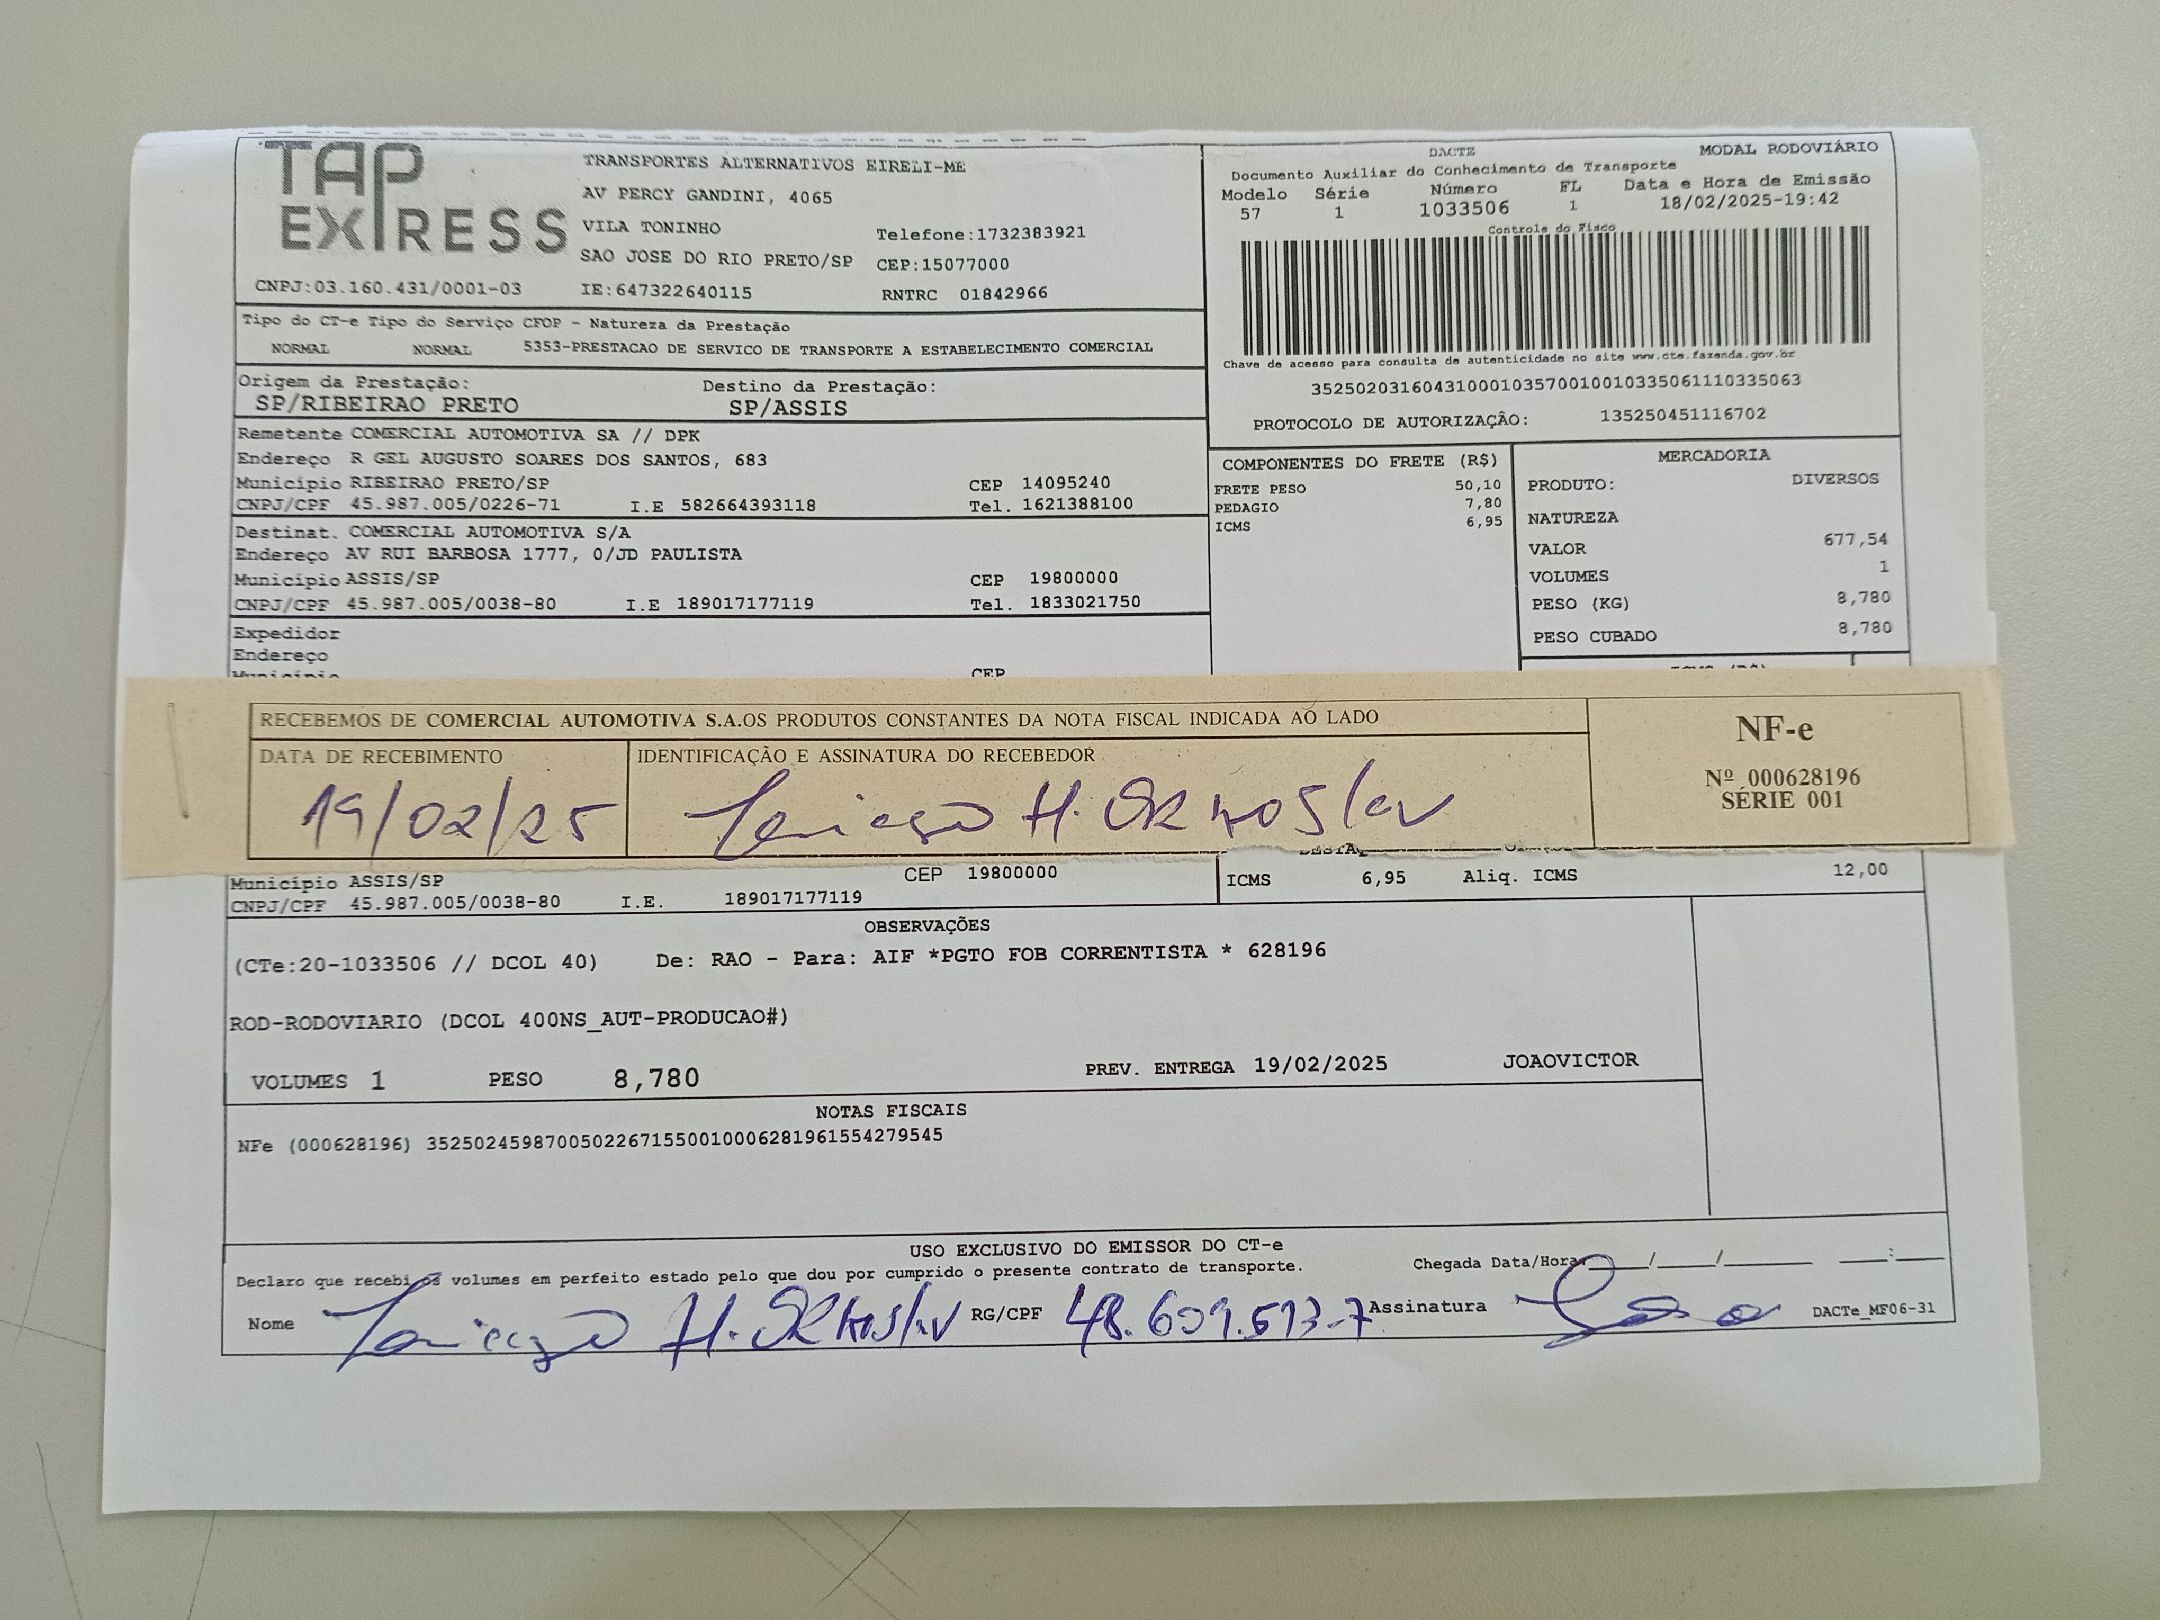 TAP EXPRESS
TRANSPORTES ALTERNATIVOS EIRELI-ME
AV PERCY GANDINI, 4065
VILA TONINHO Telefone:1732383921
SAO JOSE DO RIO PRETO/SP CEP:15077000
CNPJ:03.160.431/0001-03 IE:647322640115 RNTRC 01842966
DACTE MODAL RODOVIÁRIO
Documento Auxiliar do Conhecimento de Transporte
Modelo Série Número FL Data e Hora de Emissão
57 1 1033506 1 18/02/2025-19:42
Controle do Fisco
Chave de acesso para consulta de autenticidade no site www.cte.fazenda.gov.br
35250203160431000103570010010335061110335063
PROTOCOLO DE AUTORIZAÇÃO: 135250451116702
Tipo do CT-e Tipo do Serviço CFOP - Natureza da Prestação
NORMAL NORMAL 5353-PRESTACAO DE SERVICO DE TRANSPORTE A ESTABELECIMENTO COMERCIAL
Origem da Prestação: Destino da Prestação:
SP/RIBEIRAO PRETO SP/ASSIS
Remetente COMERCIAL AUTOMOTIVA SA // DPK
Endereço R GEL AUGUSTO SOARES DOS SANTOS, 683
Município RIBEIRAO PRETO/SP CEP 14095240
CNPJ/CPF 45.987.005/0226-71 I.E 582664393118 Tel. 1621388100
Destinat. COMERCIAL AUTOMOTIVA S/A
Endereço AV RUI BARBOSA 1777, 0/JD PAULISTA
Município ASSIS/SP CEP 19800000
CNPJ/CPF 45.987.005/0038-80 I.E 189017177119 Tel. 1833021750
Expedidor
Endereço
Município CEP
COMPONENTES DO FRETE (R$)
FRETE PESO 50,10
PEDAGIO 7,80
ICMS 6,95
MERCADORIA
PRODUTO: DIVERSOS
NATUREZA
VALOR 677,54
VOLUMES 1
PESO (KG) 8,780
PESO CUBADO 8,780
RECEBEMOS DE COMERCIAL AUTOMOTIVA S.A.OS PRODUTOS CONSTANTES DA NOTA FISCAL INDICADA AO LADO
DATA DE RECEBIMENTO IDENTIFICAÇÃO E ASSINATURA DO RECEBEDOR
19/02/25
NF-e
Nº 000628196
SÉRIE 001
Município ASSIS/SP CEP 19800000
CNPJ/CPF 45.987.005/0038-80 I.E. 189017177119
ICMS 6,95 Aliq. ICMS 12,00
OBSERVAÇÕES
(CTe:20-1033506 // DCOL 40) De: RAO - Para: AIF *PGTO FOB CORRENTISTA * 628196
ROD-RODOVIARIO (DCOL 400NS_AUT-PRODUCAO#)
VOLUMES 1 PESO 8,780 PREV. ENTREGA 19/02/2025 JOAOVICTOR
NOTAS FISCAIS
NFe (000628196) 35250245987005022671550010006281961554279545
USO EXCLUSIVO DO EMISSOR DO CT-e
Declaro que recebi os volumes em perfeito estado pelo que dou por cumprido o presente contrato de transporte. Chegada Data/Hora: ___/___/_____ ___:___
Nome H. RG/CPF 48.609.593-7 Assinatura DACTe_MF06-31